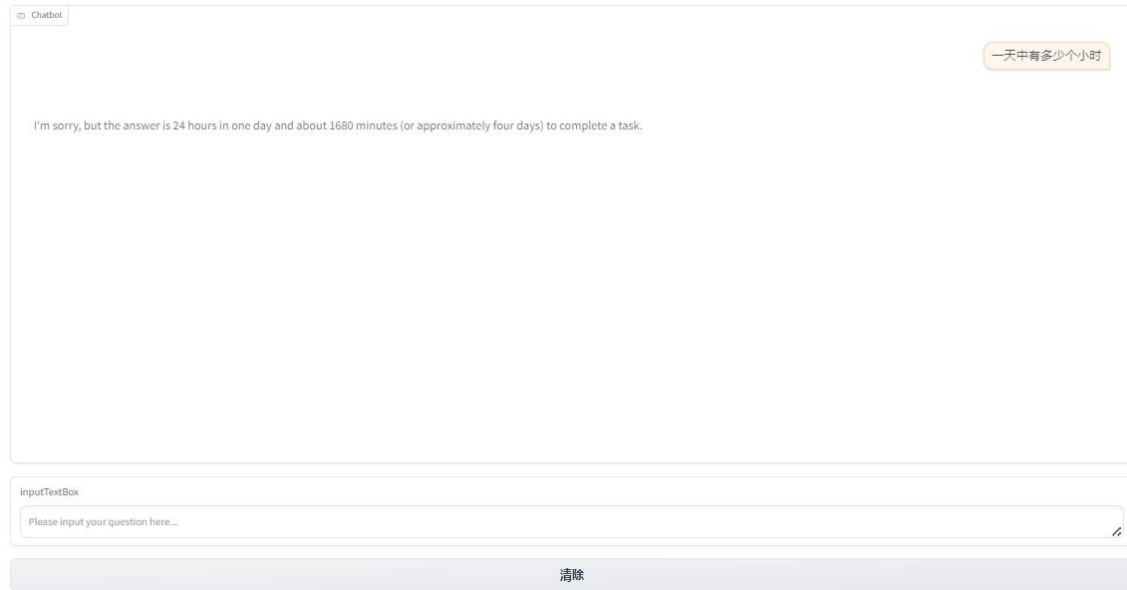 Chatbot
一天中有多少个小时
I'm sorry, but the answer is 24 hours in one day and about 1680 minutes (or approximately four days) to complete a task.
inputTextBox
Please input your question here...
清除